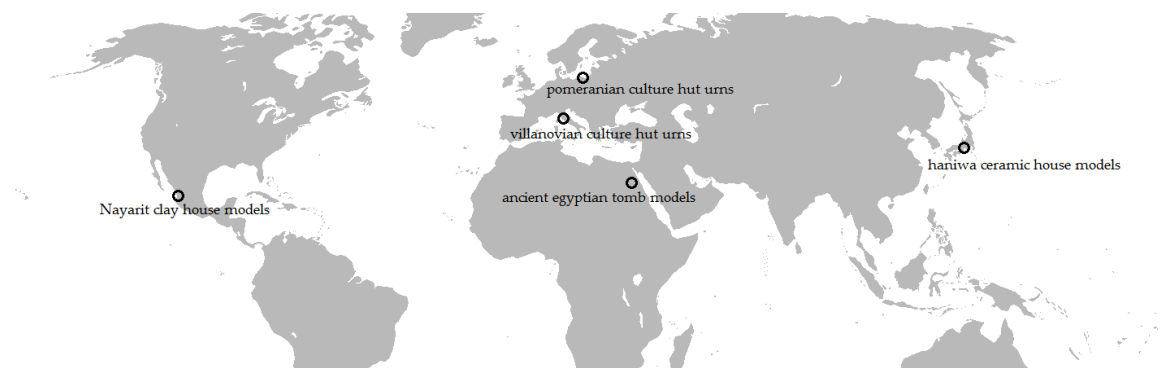 pomeranian culture hut urns
villanovian culture hut urns
haniwa ceramic house models
ancient egyptian tomb models
Nayarit clay house models